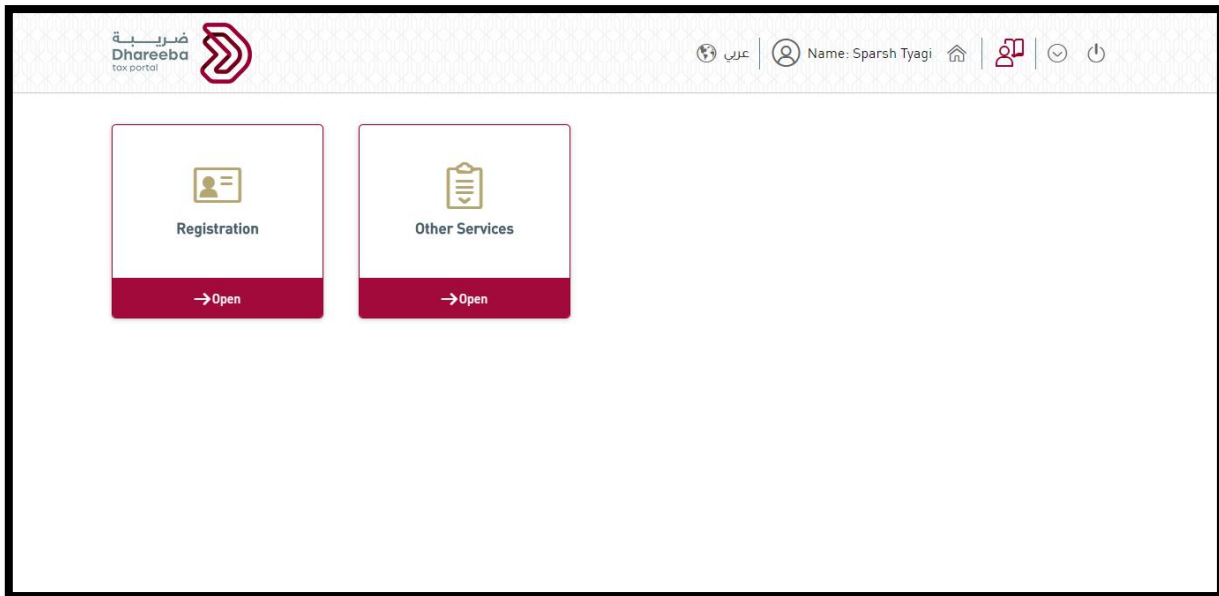 ضريبة
Dhareeba
tax portal
عربي
Name: Sparsh Tyagi
Registration
Other Services
Open
Open